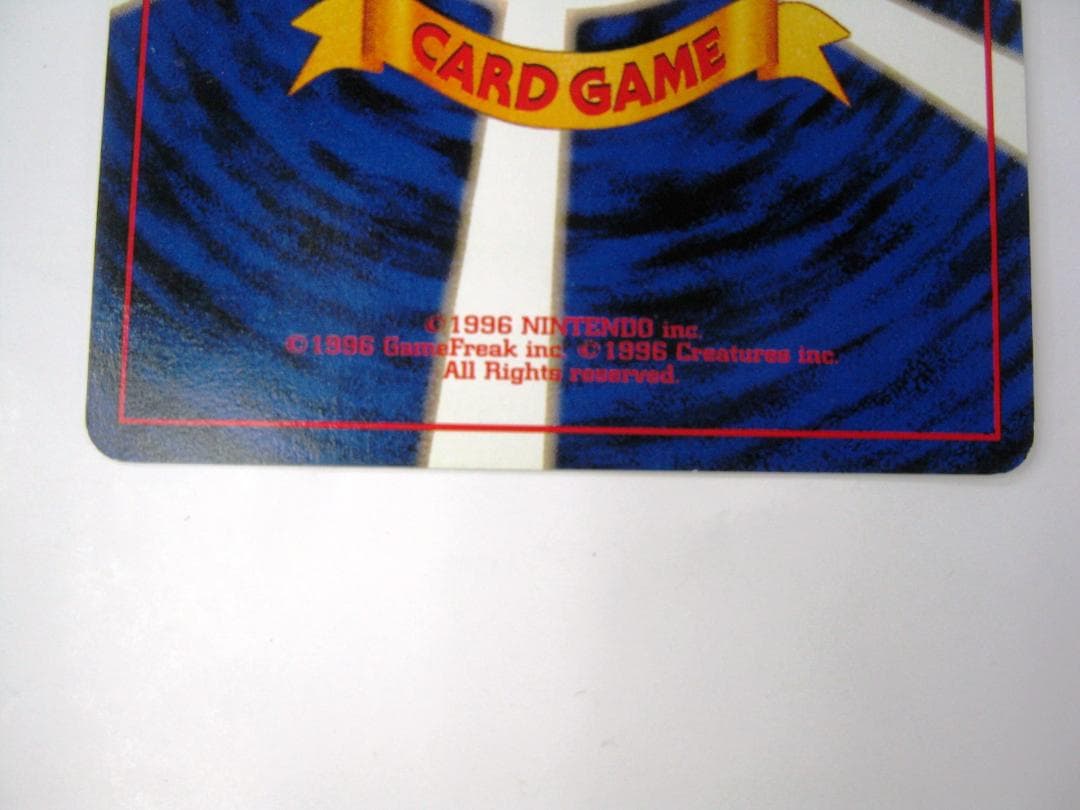 CARD GAME
©1996 NINTENDO inc.
©1996 GameFreak inc. ©1996 Creatures inc.
All Rights reserved.